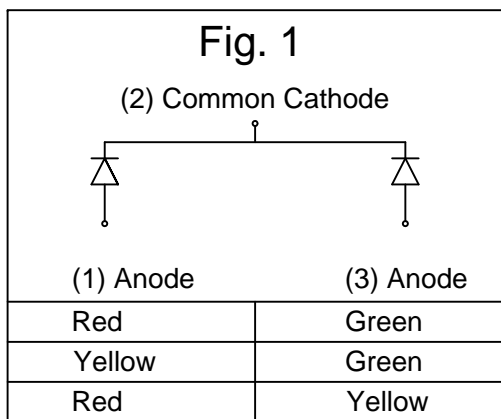 Fig. 1
(2) Common Cathode
(1) Anode (3) Anode
Red Green
Yellow Green
Red Yellow